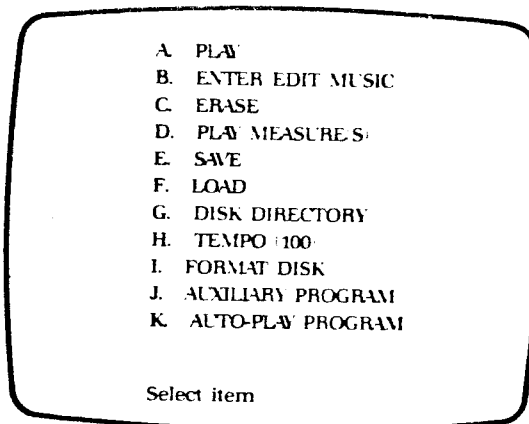 A. PLAY
B. ENTER EDIT MUSIC
C. ERASE
D. PLAY MEASURE(S)
E. SAVE
F. LOAD
G. DISK DIRECTORY
H. TEMPO (100)
I. FORMAT DISK
J. AUXILIARY PROGRAM
K. AUTO-PLAY PROGRAM
Select item